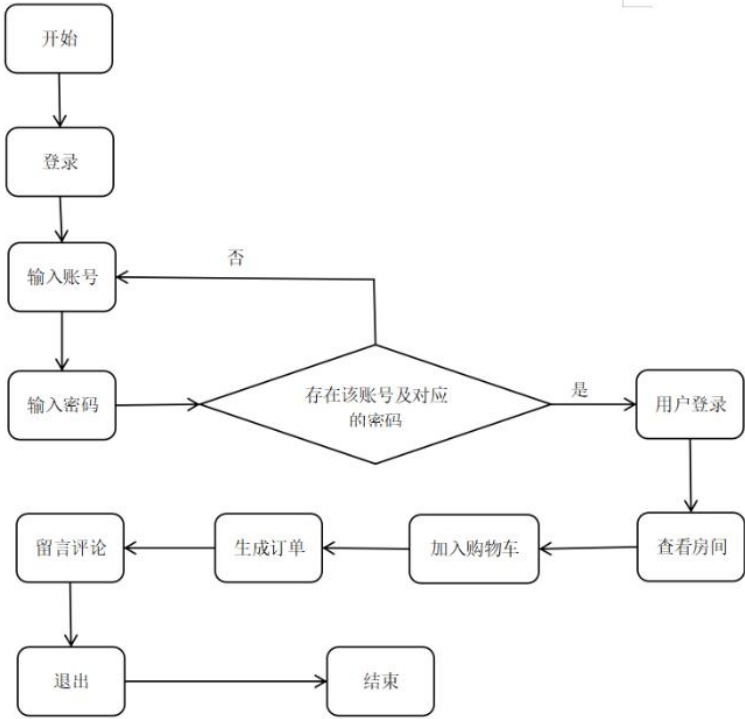 开始
登录
输入账号
否
输入密码
存在该账号及对应
的密码
是
用户登录
查看房间
加入购物车
生成订单
留言评论
退出
结束